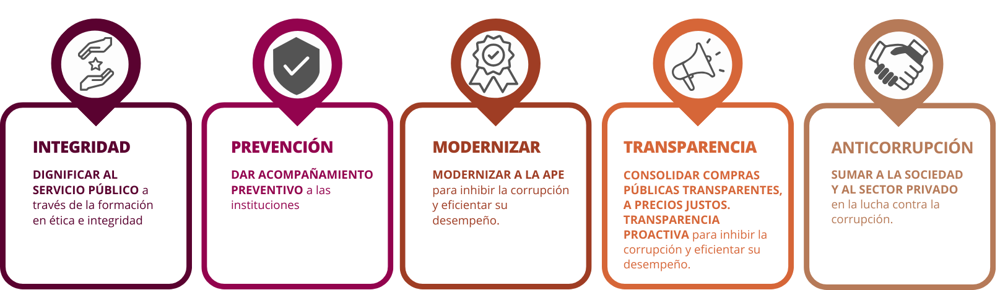 INTEGRIDAD
DIGNIFICAR AL
SERVICIO PÚBLICO a
través de la formación
en ética e integridad
PREVENCIÓN
DAR ACOMPAÑAMIENTO
PREVENTIVO a las
instituciones
MODERNIZAR
MODERNIZAR A LA APE
para inhibir la corrupción
y eficientar su
desempeño.
TRANSPARENCIA
CONSOLIDAR COMPRAS
PÚBLICAS TRANSPARENTES,
A PRECIOS JUSTOS.
TRANSPARENCIA
PROACTIVA para inhibir la
corrupción y eficientar su
desempeño.
ANTICORRUPCIÓN
SUMAR A LA SOCIEDAD
Y AL SECTOR PRIVADO
en la lucha contra la
corrupción.